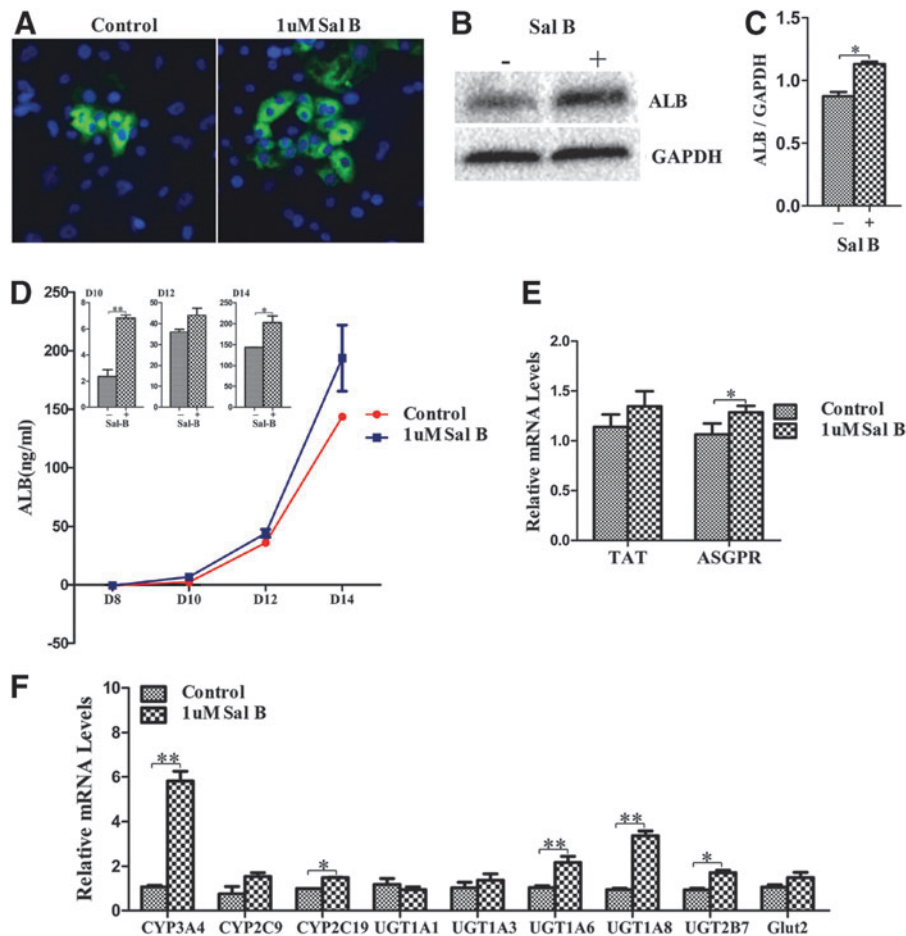 A
Control
1uM Sal B
B
Sal B
- +
ALB
GAPDH
C
1.5
1.0
0.5
0.0
ALB / GAPDH
*
– +
Sal B
D
250
200
150
100
50
0
-50
ALB(ng/ml)
D8 D10 D12 D14
Control
1uM Sal B
D10
8
6
4
2
0
**
– +
Sal-B
D12
50
40
30
20
10
0
– +
Sal-B
D14
250
200
150
100
50
0
*
– +
Sal-B
E
2.0
1.5
1.0
0.5
0.0
Relative mRNA Levels
*
TAT ASGPR
Control
1uM Sal B
F
10
8
6
4
2
0
Relative mRNA Levels
Control
1uM Sal B
** * ** ** *
CYP3A4 CYP2C9 CYP2C19 UGT1A1 UGT1A3 UGT1A6 UGT1A8 UGT2B7 Glut2